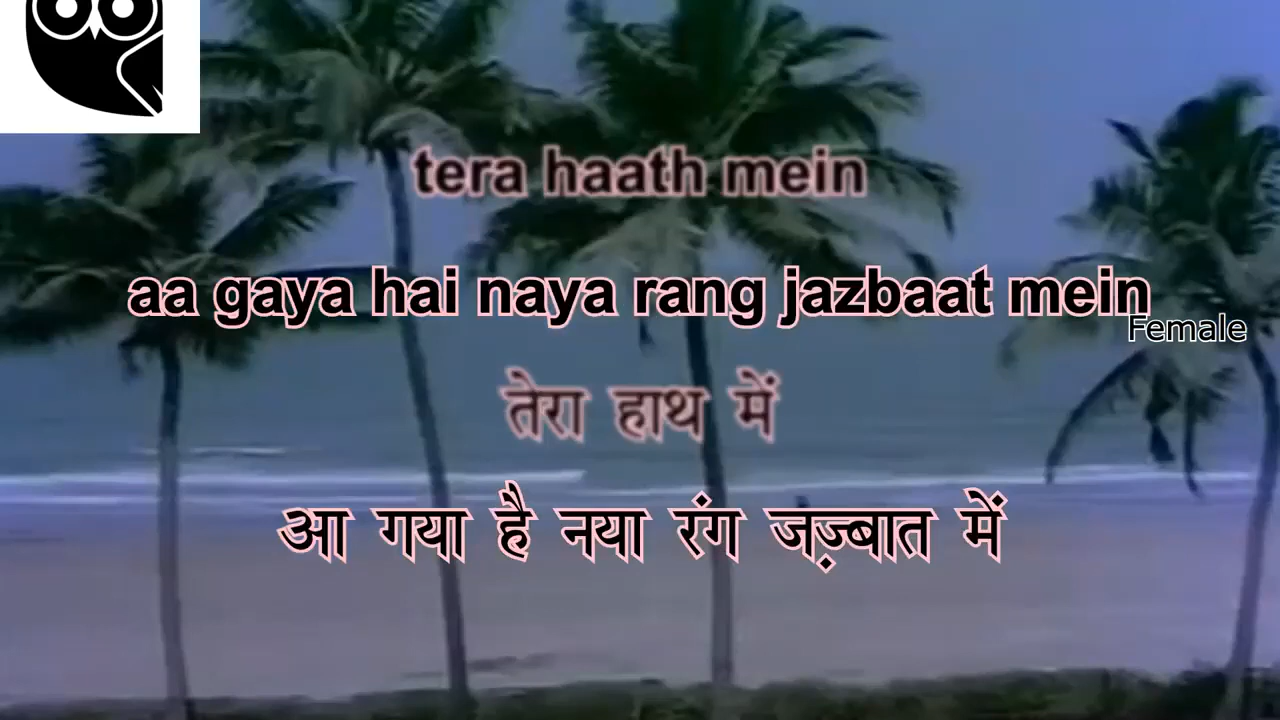 tera haath mein
aa gaya hai naya rang jazbaat mein
Female
तेरा हाथ में
आ गया है नया रंग जज़्बात में